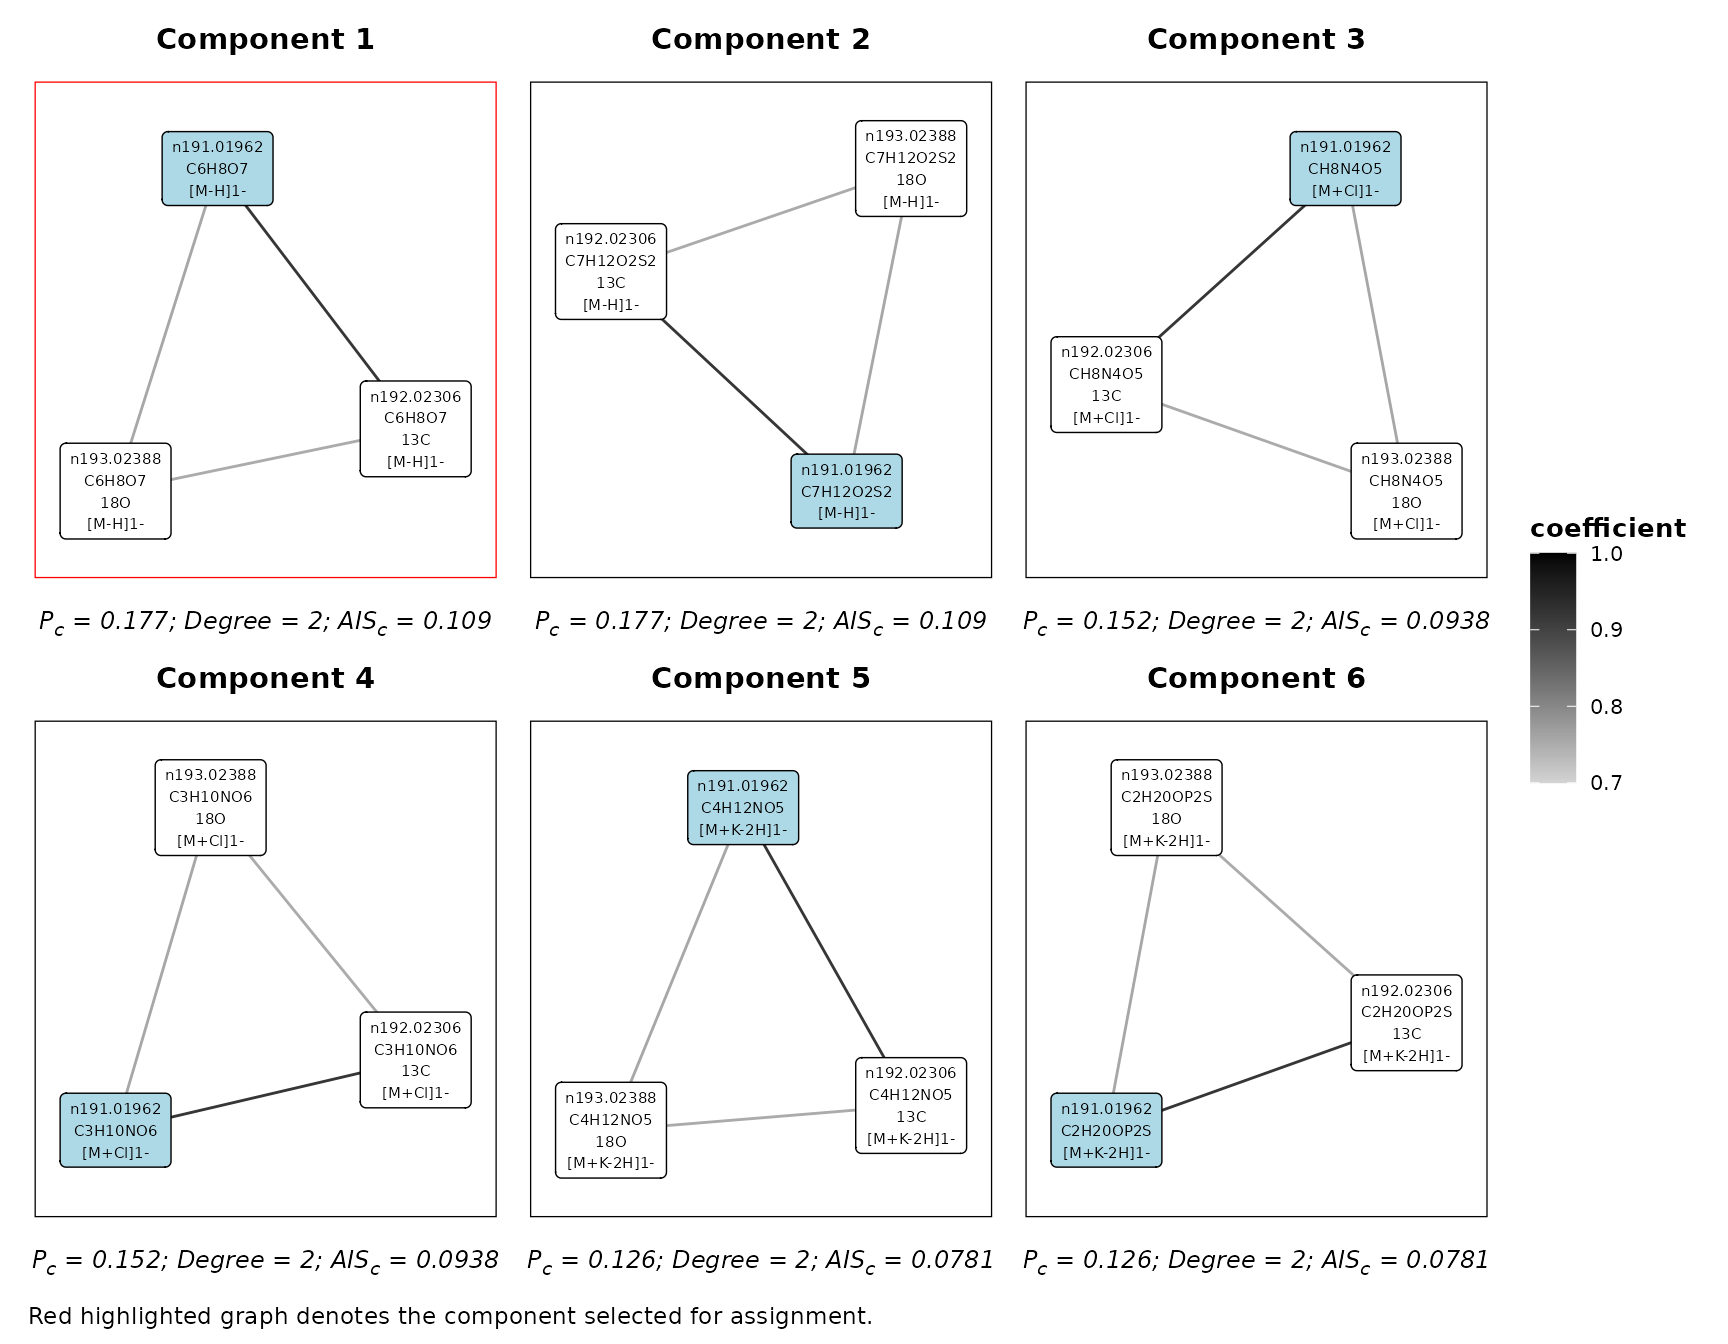 Component 1
n191.01962
C6H8O7
[M-H]1-
n192.02306
C6H8O7
13C
[M-H]1-
n193.02388
C6H8O7
18O
[M-H]1-
P_c = 0.177; Degree = 2; AIS_c = 0.109
Component 2
n193.02388
C7H12O2S2
18O
[M-H]1-
n192.02306
C7H12O2S2
13C
[M-H]1-
n191.01962
C7H12O2S2
[M-H]1-
P_c = 0.177; Degree = 2; AIS_c = 0.109
Component 3
n191.01962
CH8N4O5
[M+Cl]1-
n192.02306
CH8N4O5
13C
[M+Cl]1-
n193.02388
CH8N4O5
18O
[M+Cl]1-
P_c = 0.152; Degree = 2; AIS_c = 0.0938
coefficient
1.0
0.9
0.8
0.7
Component 4
n193.02388
C3H10NO6
18O
[M+Cl]1-
n192.02306
C3H10NO6
13C
[M+Cl]1-
n191.01962
C3H10NO6
[M+Cl]1-
P_c = 0.152; Degree = 2; AIS_c = 0.0938
Component 5
n191.01962
C4H12NO5
[M+K-2H]1-
n192.02306
C4H12NO5
13C
[M+K-2H]1-
n193.02388
C4H12NO5
18O
[M+K-2H]1-
P_c = 0.126; Degree = 2; AIS_c = 0.0781
Component 6
n193.02388
C2H20OP2S
18O
[M+K-2H]1-
n192.02306
C2H20OP2S
13C
[M+K-2H]1-
n191.01962
C2H20OP2S
[M+K-2H]1-
P_c = 0.126; Degree = 2; AIS_c = 0.0781
Red highlighted graph denotes the component selected for assignment.